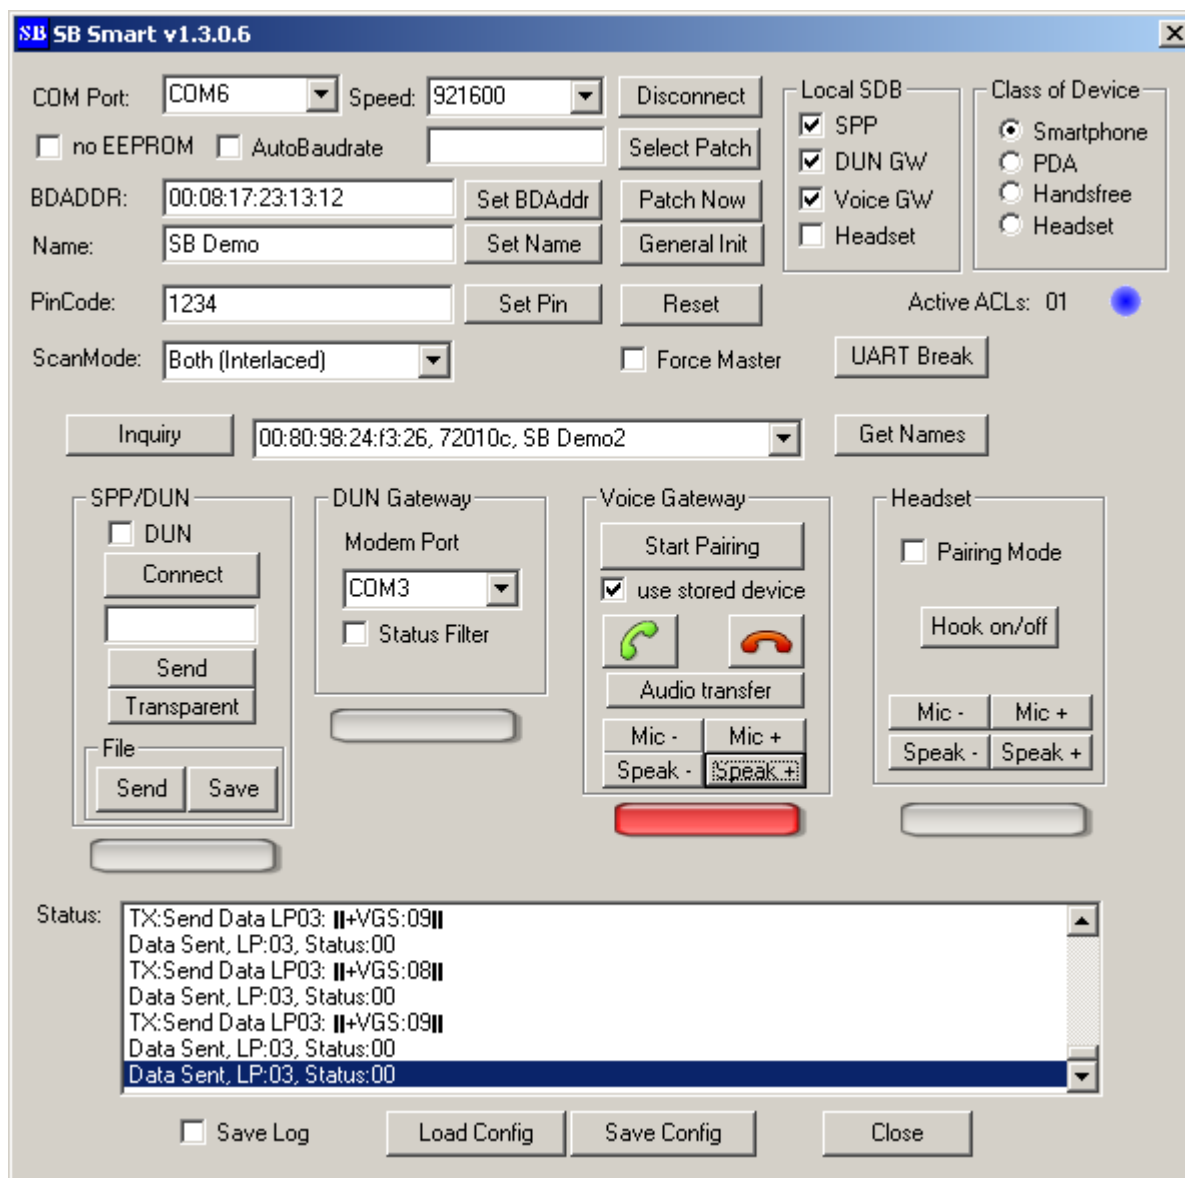 SB SB Smart v1.3.0.6
COM Port: COM6 Speed: 921600 Disconnect
no EEPROM AutoBaudrate Select Patch
BDADDR: 00:08:17:23:13:12 Set BDAddr Patch Now
Name: SB Demo Set Name General Init
PinCode: 1234 Set Pin Reset
ScanMode: Both (Interlaced) Force Master UART Break
Local SDB
SPP
DUN GW
Voice GW
Headset
Class of Device
Smartphone
PDA
Handsfree
Headset
Active ACLs: 01
Inquiry 00:80:98:24:f3:26, 72010c, SB Demo2 Get Names
SPP/DUN
DUN
Connect
Send
Transparent
File
Send Save
DUN Gateway
Modem Port
COM3
Status Filter
Voice Gateway
Start Pairing
use stored device
Audio transfer
Mic - Mic +
Speak - Speak +
Headset
Pairing Mode
Hook on/off
Mic - Mic +
Speak - Speak +
Status:
TX:Send Data LP03: ||+VGS:09||
Data Sent, LP:03, Status:00
TX:Send Data LP03: ||+VGS:08||
Data Sent, LP:03, Status:00
TX:Send Data LP03: ||+VGS:09||
Data Sent, LP:03, Status:00
Data Sent, LP:03, Status:00
Save Log Load Config Save Config Close